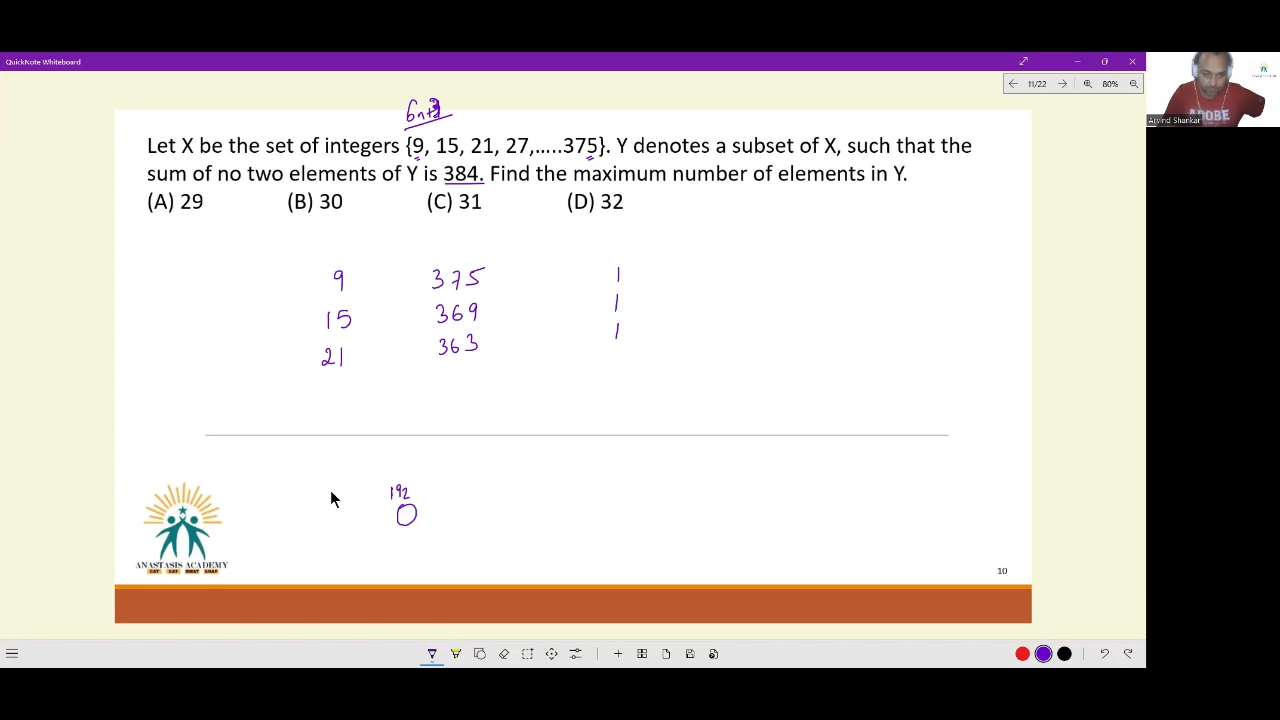 QuickNote Whiteboard
11/22
80%
Arvind Shankar
6n+3
Let X be the set of integers {9, 15, 21, 27,.....375}. Y denotes a subset of X, such that the
sum of no two elements of Y is 384. Find the maximum number of elements in Y.
(A) 29 (B) 30 (C) 31 (D) 32
9 375 1
15 369 1
21 363 1
192
ANASTASIS ACADEMY
10